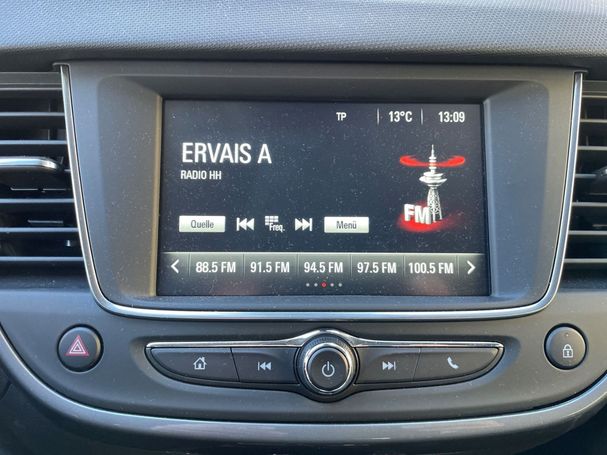 TP 13°C 13:09
ERVAIS A
RADIO HH
FM
Quelle Freq. Menü
88.5 FM 91.5 FM 94.5 FM 97.5 FM 100.5 FM